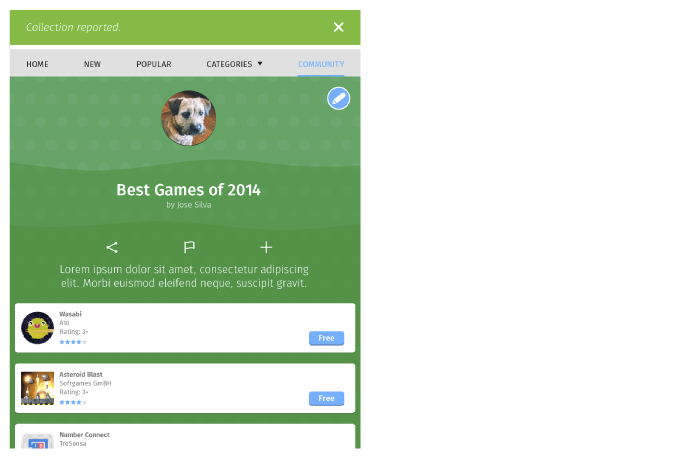 Collection reported.
HOME NEW POPULAR CATEGORIES COMMUNITY
Best Games of 2014
by Jose Silva
Lorem ipsum dolor sit amet, consectetur adipiscing
elit. Morbi euismod eleifend neque, suscipit gravit.
Wasabi
A10
Rating: 3+
Free
Asteroid Blast
Softgames GmBH
Rating: 3+
Free
Number Connect
TreSensa